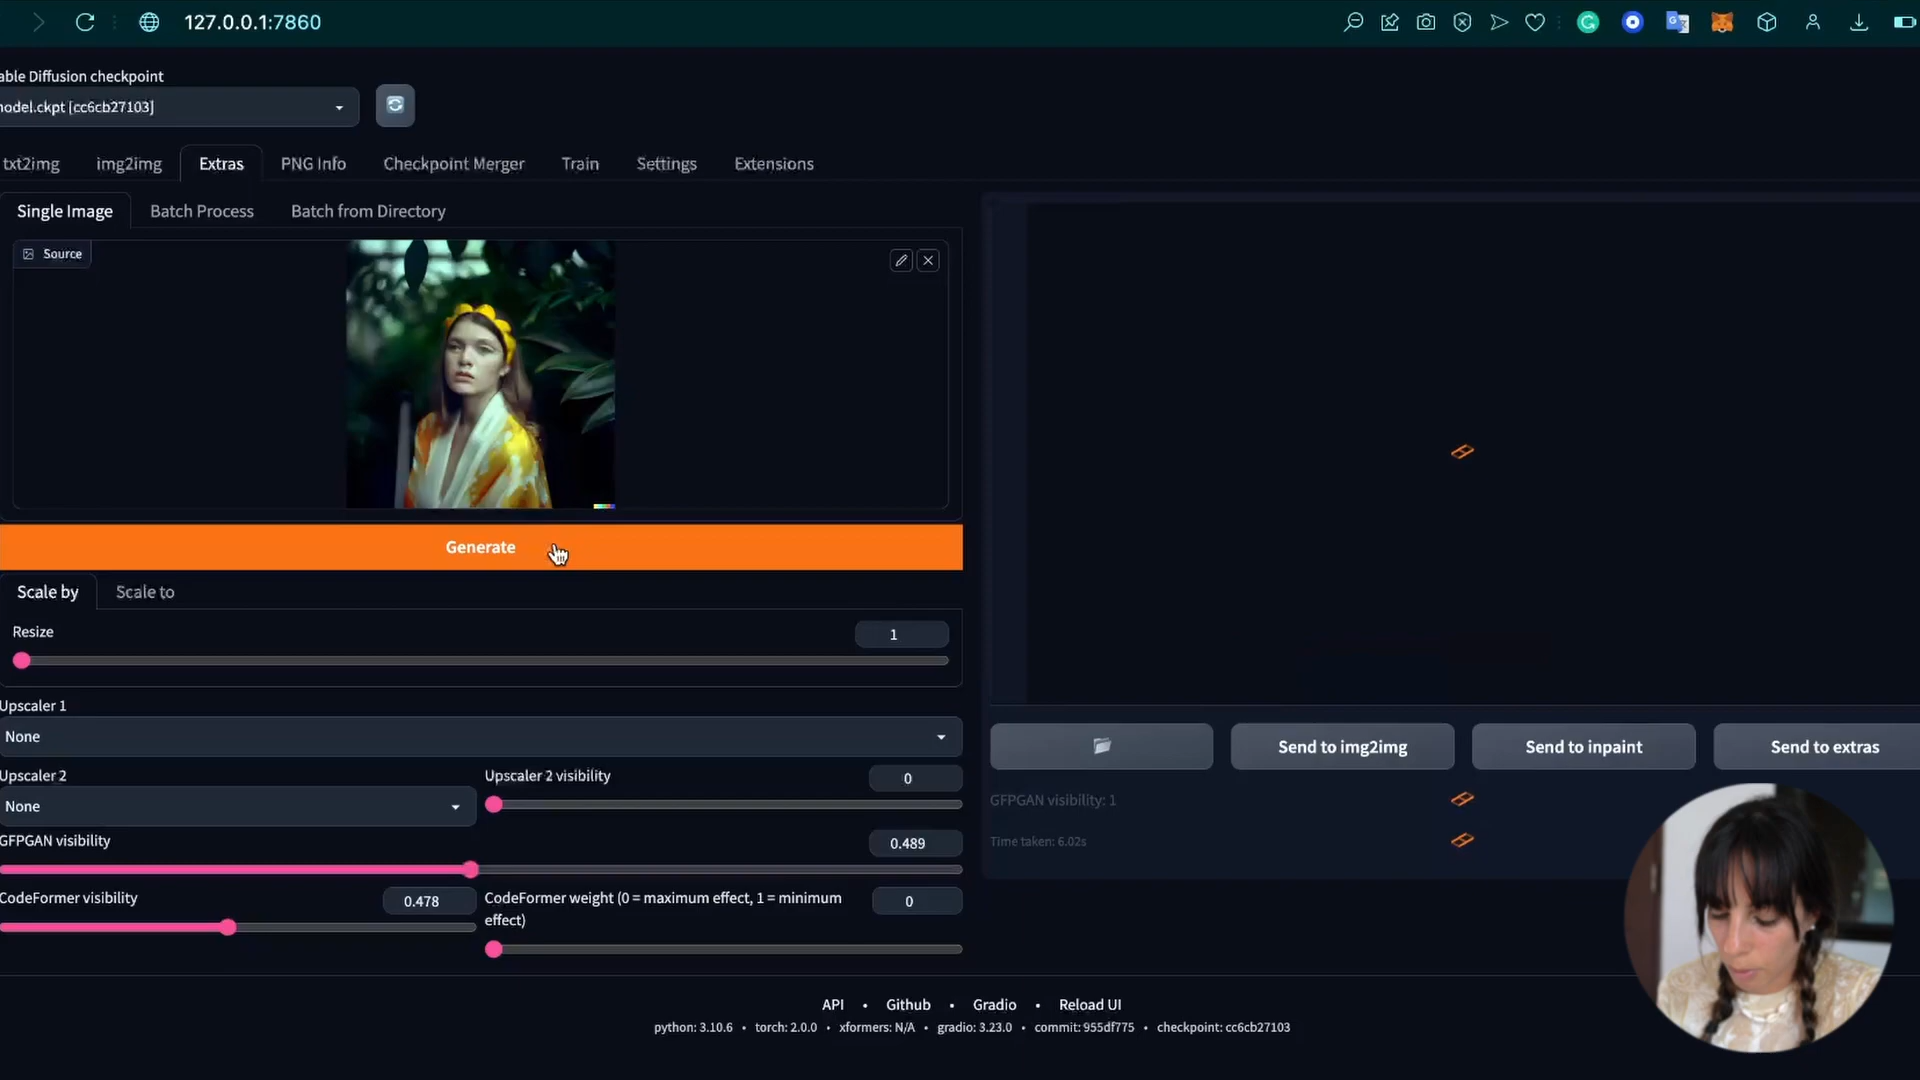 127.0.0.1:7860
able Diffusion checkpoint
model.ckpt [cc6cb27103]
txt2img img2img Extras PNG Info Checkpoint Merger Train Settings Extensions
Single Image Batch Process Batch from Directory
Source
Generate
Scale by Scale to
Resize 1
Upscaler 1
None
Upscaler 2 Upscaler 2 visibility 0
None
GFPGAN visibility 0.489
CodeFormer visibility 0.478 CodeFormer weight (0 = maximum effect, 1 = minimum
effect) 0
Send to img2img Send to inpaint Send to extras
GFPGAN visibility: 1
Time taken: 6.02s
API • Github • Gradio • Reload UI
python: 3.10.6 • torch: 2.0.0 • xformers: N/A • gradio: 3.23.0 • commit: 955df775 • checkpoint: cc6cb27103